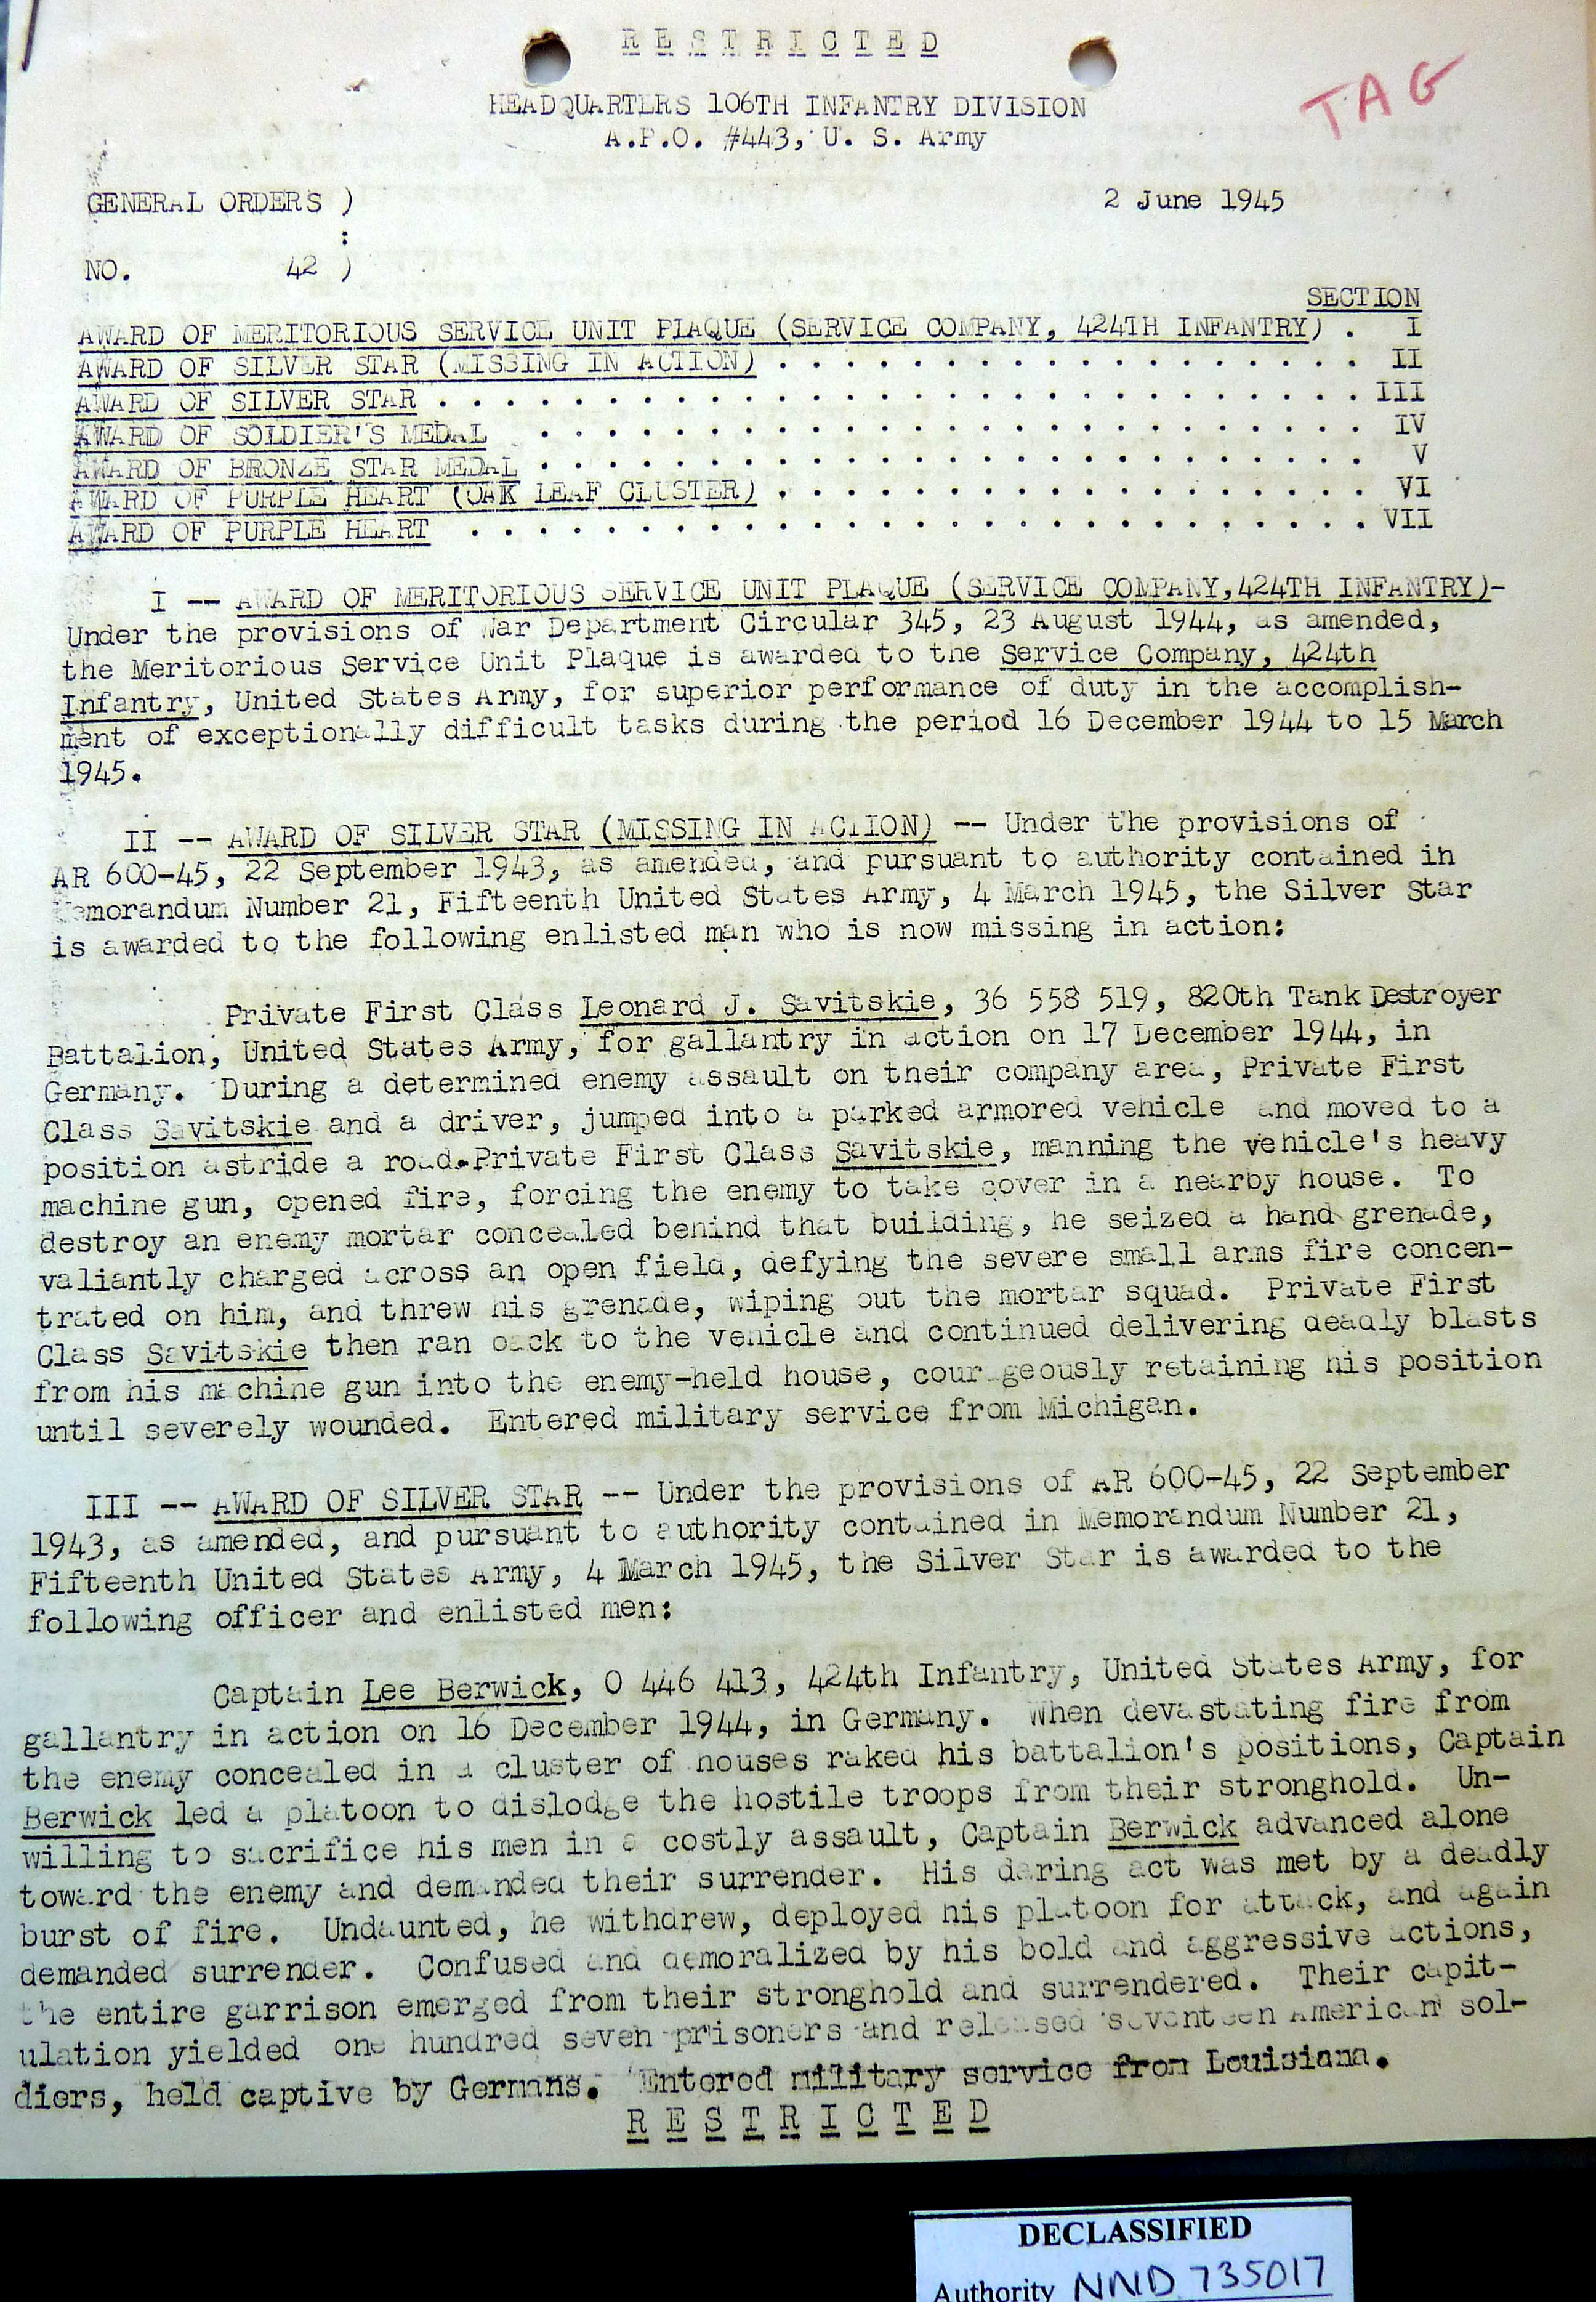 R E S T R I C T E D
TAG
HEADQUARTERS 106TH INFANTRY DIVISION
A.P.O. #443, U. S. Army
GENERAL ORDERS )
2 June 1945
:
NO. 42 )
SECTION
AWARD OF MERITORIOUS SERVICE UNIT PLAQUE (SERVICE COMPANY, 424TH INFANTRY) . I
AWARD OF SILVER STAR (MISSING IN ACTION) . . . . . . . . . . . . . . . . . . II
AWARD OF SILVER STAR . . . . . . . . . . . . . . . . . . . . . . . . . . . . III
AWARD OF SOLDIER'S MEDAL . . . . . . . . . . . . . . . . . . . . . . . . . IV
AWARD OF BRONZE STAR MEDAL . . . . . . . . . . . . . . . . . . . . . . . . . V
AWARD OF PURPLE HEART (OAK LEAF CLUSTER) . . . . . . . . . . . . . . . . . . VI
AWARD OF PURPLE HEART . . . . . . . . . . . . . . . . . . . . . . . . . . . VII
I -- AWARD OF MERITORIOUS SERVICE UNIT PLAQUE (SERVICE COMPANY,424TH INFANTRY)-
Under the provisions of War Department Circular 345, 23 August 1944, as amended,
the Meritorious Service Unit Plaque is awarded to the Service Company, 424th
Infantry, United States Army, for superior performance of duty in the accomplish-
ment of exceptionally difficult tasks during the period 16 December 1944 to 15 March
1945.
II -- AWARD OF SILVER STAR (MISSING IN ACTION) -- Under the provisions of
AR 600-45, 22 September 1943, as amended, and pursuant to authority contained in
Memorandum Number 21, Fifteenth United States Army, 4 March 1945, the Silver Star
is awarded to the following enlisted man who is now missing in action:
Private First Class Leonard J. Savitskie, 36 558 519, 820th Tank Destroyer
Battalion, United States Army, for gallantry in action on 17 December 1944, in
Germany. During a determined enemy assault on their company area, Private First
Class Savitskie and a driver, jumped into a parked armored vehicle and moved to a
position astride a road. Private First Class Savitskie, manning the vehicle's heavy
machine gun, opened fire, forcing the enemy to take cover in a nearby house. To
destroy an enemy mortar concealed behind that building, he seized a hand grenade,
valiantly charged across an open field, defying the severe small arms fire concen-
trated on him, and threw his grenade, wiping out the mortar squad. Private First
Class Savitskie then ran back to the vehicle and continued delivering deadly blasts
from his machine gun into the enemy-held house, courageously retaining his position
until severely wounded. Entered military service from Michigan.
III -- AWARD OF SILVER STAR -- Under the provisions of AR 600-45, 22 September
1943, as amended, and pursuant to authority contained in Memorandum Number 21,
Fifteenth United States Army, 4 March 1945, the Silver Star is awarded to the
following officer and enlisted men:
Captain Lee Berwick, O 446 413, 424th Infantry, United States Army, for
gallantry in action on 16 December 1944, in Germany. When devastating fire from
the enemy concealed in a cluster of houses raked his battalion's positions, Captain
Berwick led a platoon to dislodge the hostile troops from their stronghold. Un-
willing to sacrifice his men in a costly assault, Captain Berwick advanced alone
toward the enemy and demanded their surrender. His daring act was met by a deadly
burst of fire. Undaunted, he withdrew, deployed his platoon for attack, and again
demanded surrender. Confused and demoralized by his bold and aggressive actions,
the entire garrison emerged from their stronghold and surrendered. Their capit-
ulation yielded one hundred seven prisoners and released seventeen American sol-
diers, held captive by Germans. Entered military service from Louisiana.
R E S T R I C T E D
DECLASSIFIED
Authority NND 735017